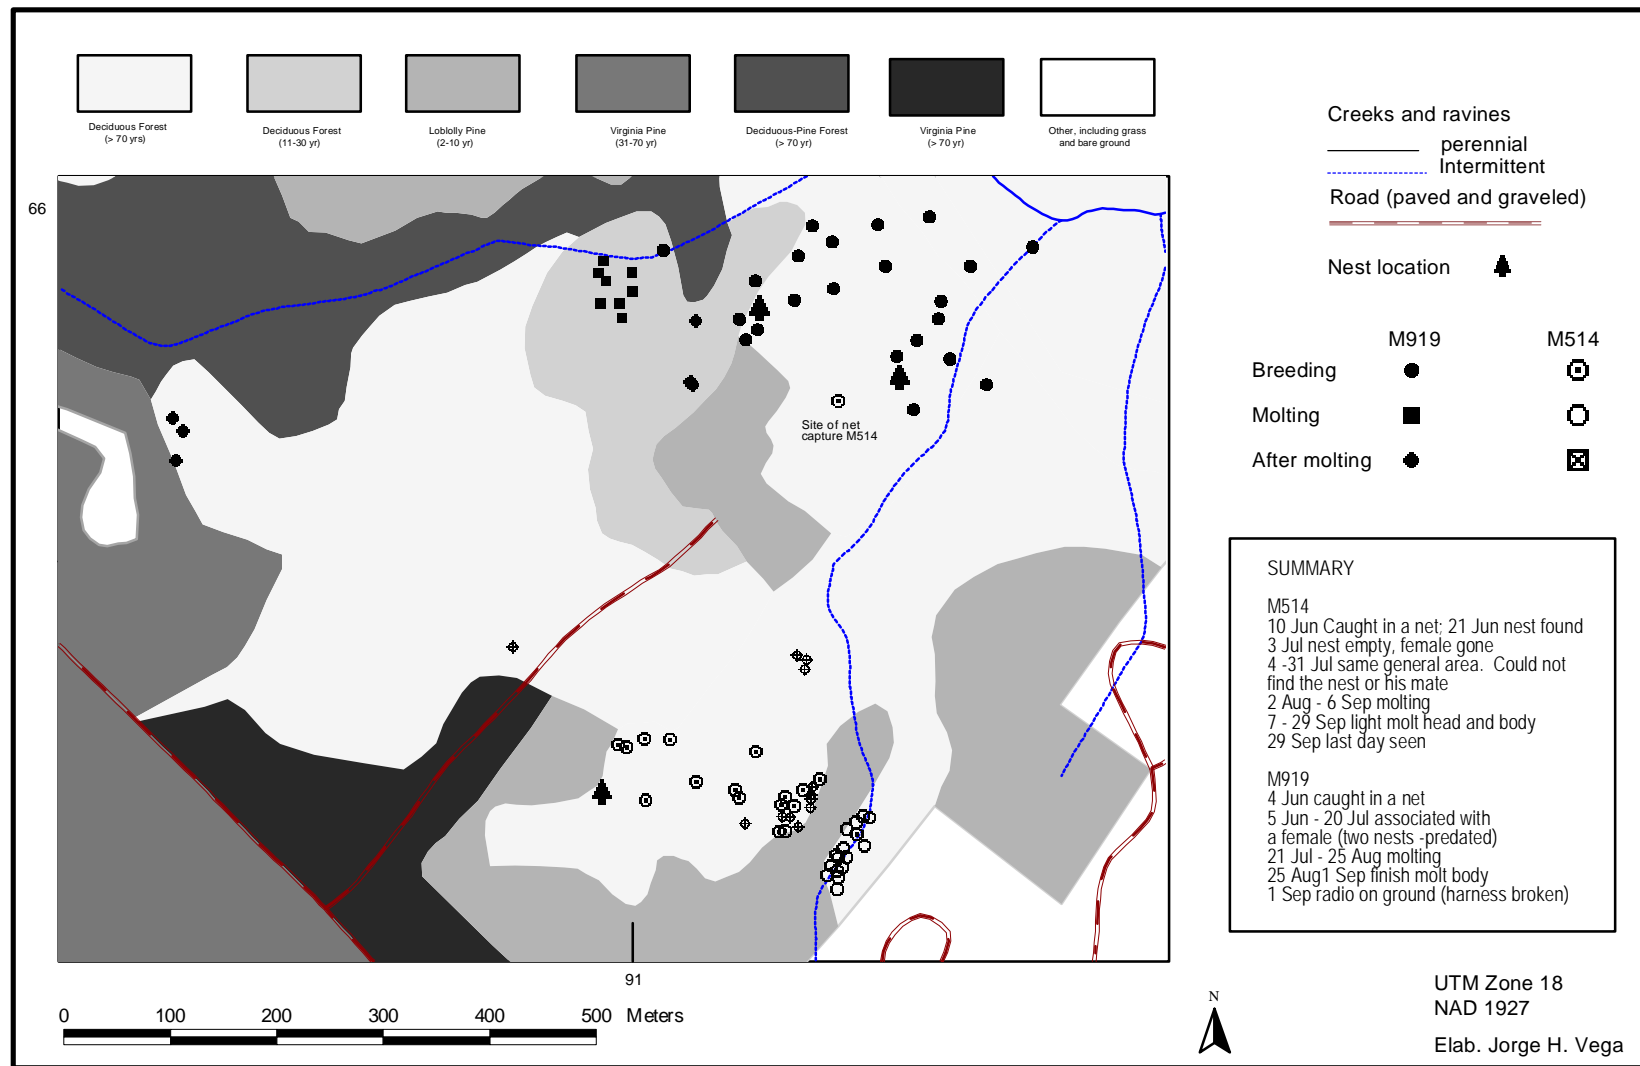 Deciduous Forest
(> 70 yrs)
Deciduous Forest
(11-30 yr)
Loblolly Pine
(2-10 yr)
Virginia Pine
(31-70 yr)
Deciduous-Pine Forest
(> 70 yr)
Virginia Pine
(> 70 yr)
Other, including grass
and bare ground
Creeks and ravines
perennial
Intermittent
Road (paved and graveled)
Nest location
M919 M514
Breeding
Molting
After molting
66
Site of net
capture M514
91
SUMMARY
M514
10 Jun Caught in a net; 21 Jun nest found
3 Jul nest empty, female gone
4 -31 Jul same general area. Could not
find the nest or his mate
2 Aug - 6 Sep molting
7 - 29 Sep light molt head and body
29 Sep last day seen
M919
4 Jun caught in a net
5 Jun - 20 Jul associated with
a female (two nests -predated)
21 Jul - 25 Aug molting
25 Aug1 Sep finish molt body
1 Sep radio on ground (harness broken)
0 100 200 300 400 500 Meters
N
UTM Zone 18
NAD 1927
Elab. Jorge H. Vega